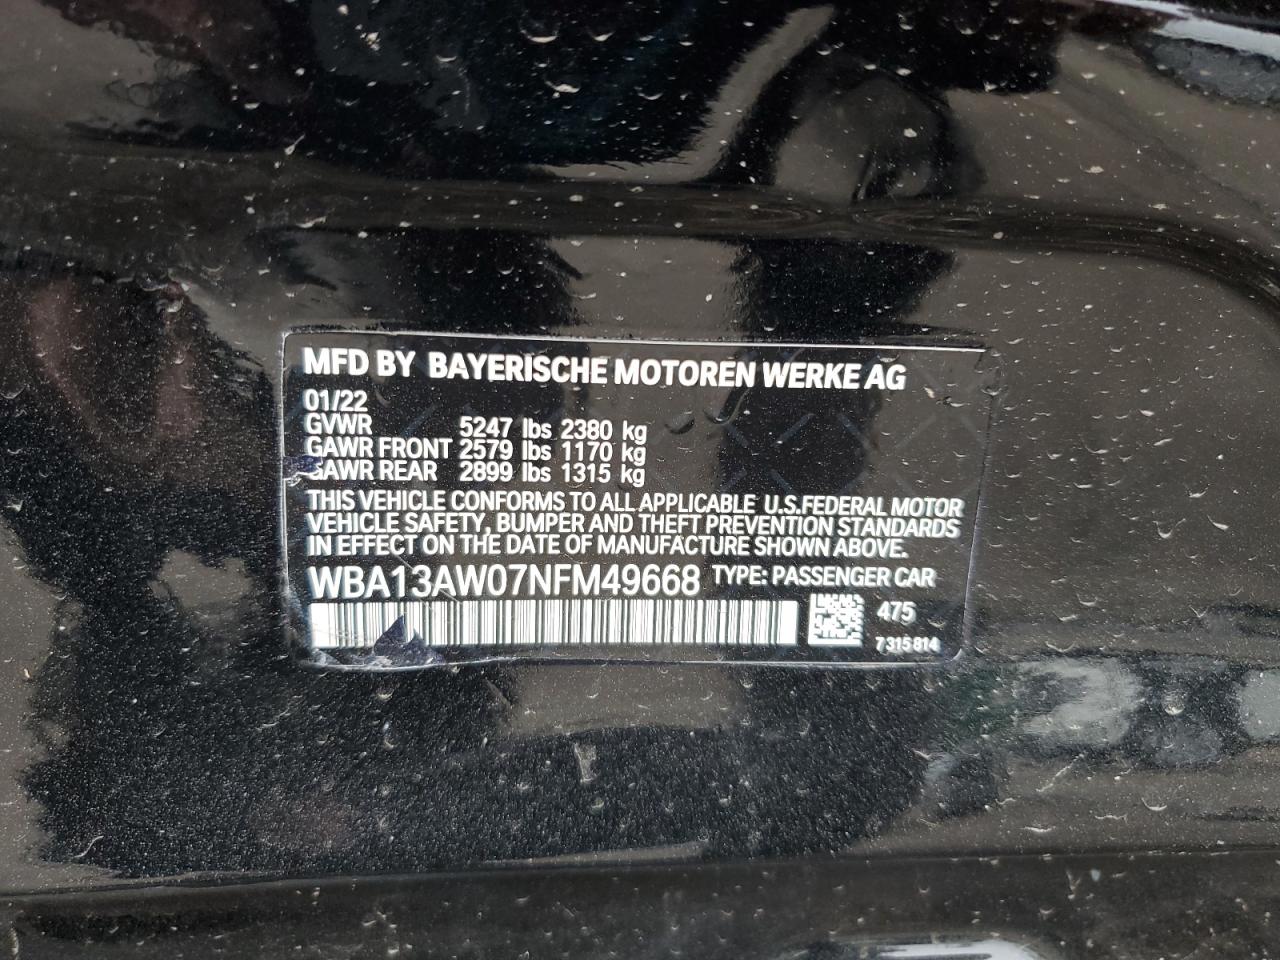 MFD BY BAYERISCHE MOTOREN WERKE AG
01/22
GVWR 5247 lbs 2380 kg
GAWR FRONT 2579 lbs 1170 kg
GAWR REAR 2899 lbs 1315 kg
THIS VEHICLE CONFORMS TO ALL APPLICABLE U.S.FEDERAL MOTOR
VEHICLE SAFETY, BUMPER AND THEFT PREVENTION STANDARDS
IN EFFECT ON THE DATE OF MANUFACTURE SHOWN ABOVE.
WBA13AW07NFM49668 TYPE: PASSENGER CAR
475
7315814